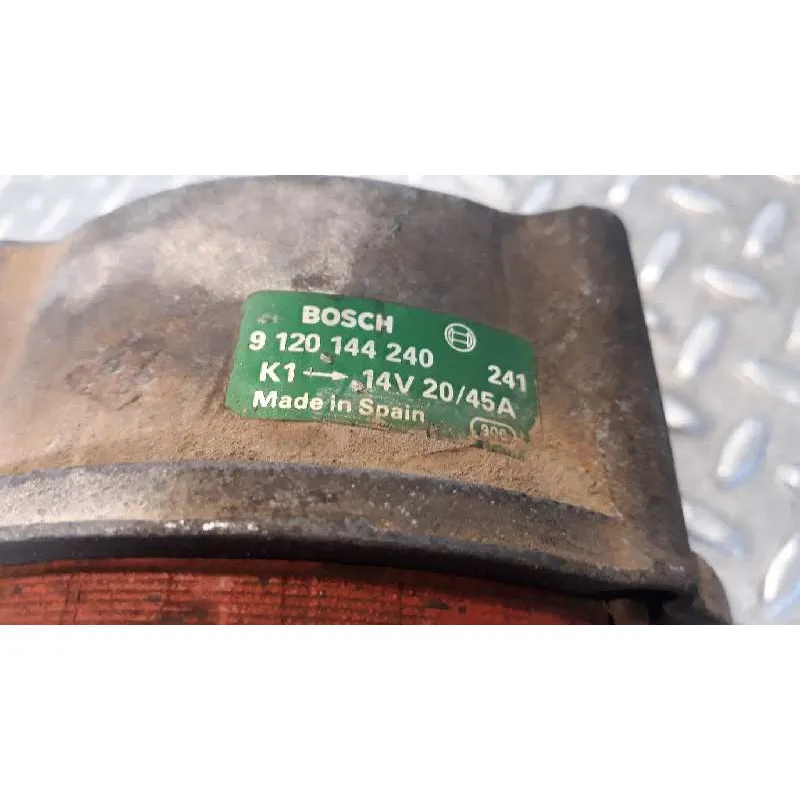 BOSCH
9 120 144 240
241
K1 → 14V 20/45A
Made in Spain